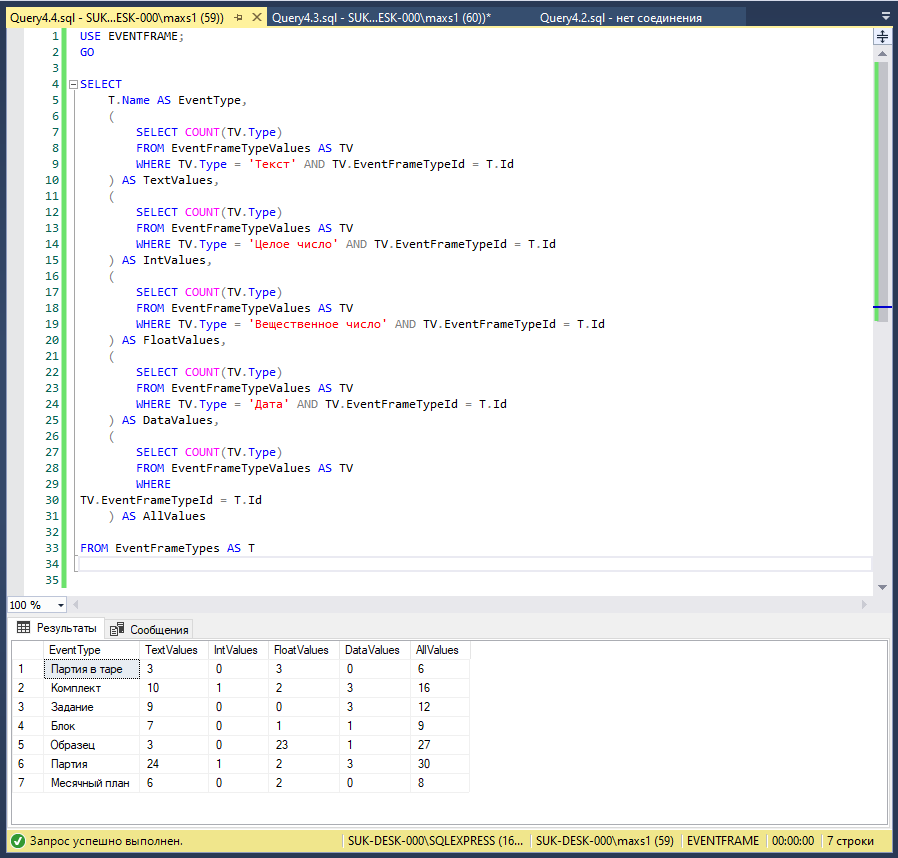 Query4.4.sql - SUK...ESK-000\maxs1 (59)) Query4.3.sql - SUK...ESK-000\maxs1 (60))* Query4.2.sql - нет соединения
1 USE EVENTFRAME;
2 GO
3
4 SELECT
5 T.Name AS EventType,
6 (
7 SELECT COUNT(TV.Type)
8 FROM EventFrameTypeValues AS TV
9 WHERE TV.Type = 'Текст' AND TV.EventFrameTypeId = T.Id
10 ) AS TextValues,
11 (
12 SELECT COUNT(TV.Type)
13 FROM EventFrameTypeValues AS TV
14 WHERE TV.Type = 'Целое число' AND TV.EventFrameTypeId = T.Id
15 ) AS IntValues,
16 (
17 SELECT COUNT(TV.Type)
18 FROM EventFrameTypeValues AS TV
19 WHERE TV.Type = 'Вещественное число' AND TV.EventFrameTypeId = T.Id
20 ) AS FloatValues,
21 (
22 SELECT COUNT(TV.Type)
23 FROM EventFrameTypeValues AS TV
24 WHERE TV.Type = 'Дата' AND TV.EventFrameTypeId = T.Id
25 ) AS DataValues,
26 (
27 SELECT COUNT(TV.Type)
28 FROM EventFrameTypeValues AS TV
29 WHERE
30 TV.EventFrameTypeId = T.Id
31 ) AS AllValues
32
33 FROM EventFrameTypes AS T
34
35
100 %
Результаты Сообщения
EventType TextValues IntValues FloatValues DataValues AllValues
1 Партия в таре 3 0 3 0 6
2 Комплект 10 1 2 3 16
3 Задание 9 0 0 3 12
4 Блок 7 0 1 1 9
5 Образец 3 0 23 1 27
6 Партия 24 1 2 3 30
7 Месячный план 6 0 2 0 8
Запрос успешно выполнен. SUK-DESK-000\SQLEXPRESS (16... SUK-DESK-000\maxs1 (59) EVENTFRAME 00:00:00 7 строки